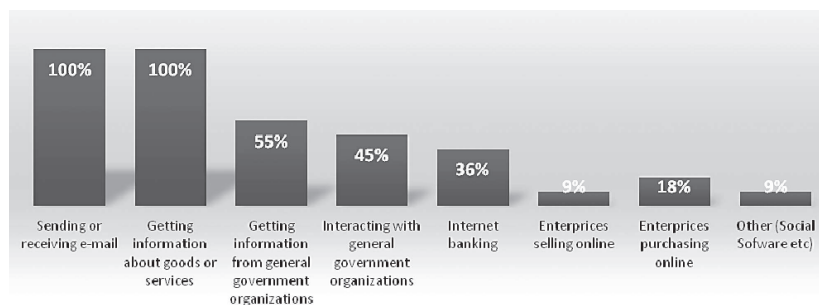 100%
100%
55%
45%
36%
9%
18%
9%
Sending or
receiving e-mail
Getting
information
about goods or
services
Getting
information
from general
government
organizations
Interacting with
general
government
organizations
Internet
banking
Enterprices
selling online
Enterprices
purchasing
online
Other (Social
Sofware etc)